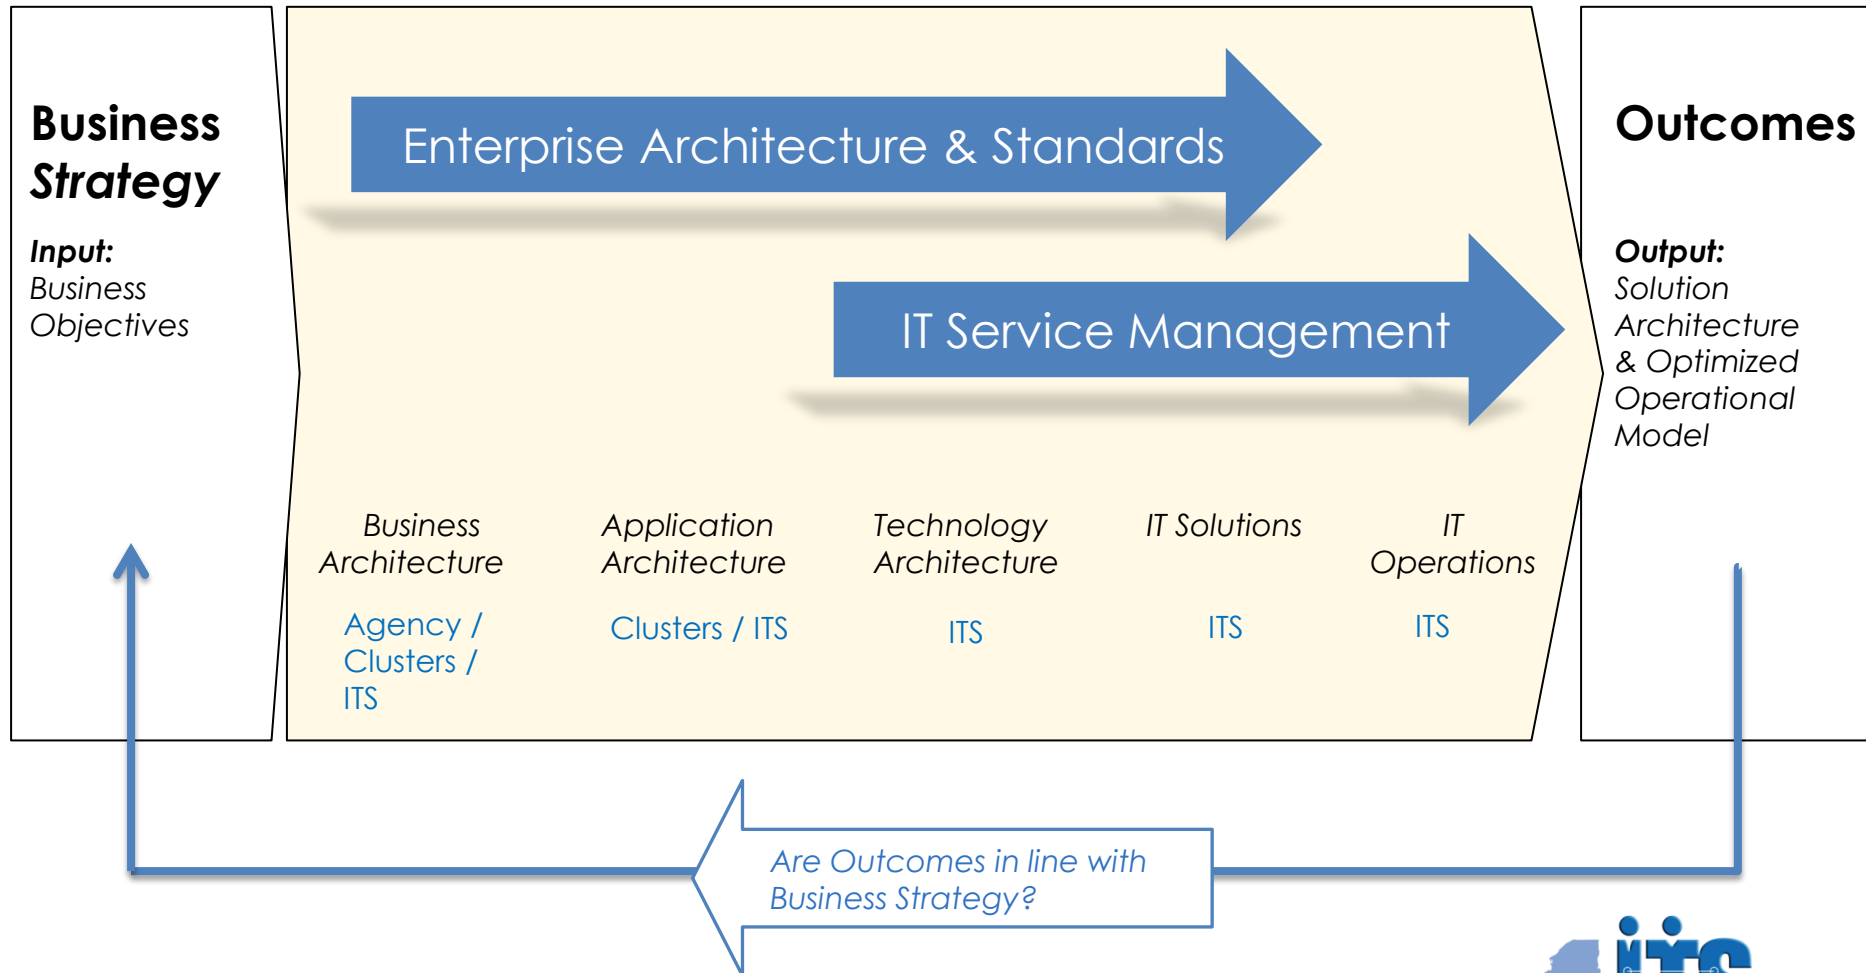 Business
Strategy
Input:
Business
Objectives
Enterprise Architecture & Standards
IT Service Management
Business
Architecture
Agency /
Clusters /
ITS
Application
Architecture
Clusters / ITS
Technology
Architecture
ITS
IT Solutions
ITS
IT
Operations
ITS
Outcomes
Output:
Solution
Architecture
& Optimized
Operational
Model
Are Outcomes in line with
Business Strategy?
its